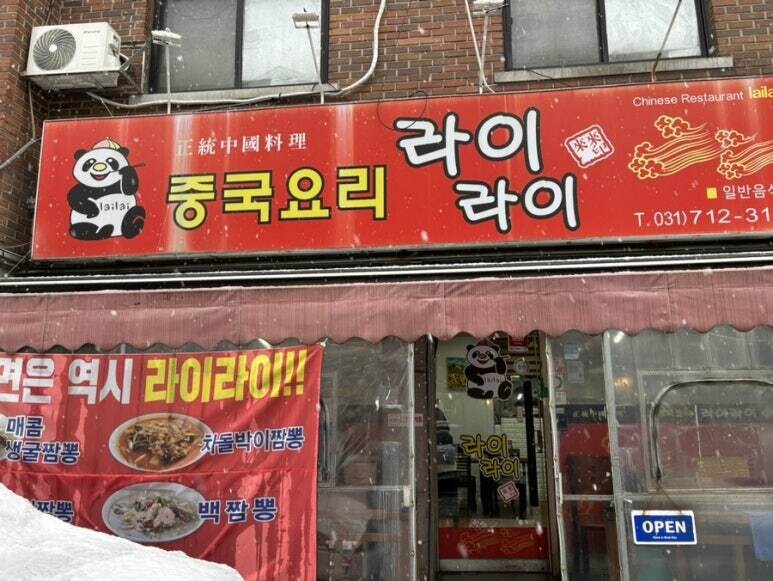 Chinese Restaurant laila
正統中國料理
중국요리
라이
라이
lailai
일반음식
T. 031)712-31
면은 역시 라이라이!!
매콤
생굴짬뽕
차돌박이짬뽕
짬뽕
백짬뽕
lailai
라이
라이
OPEN